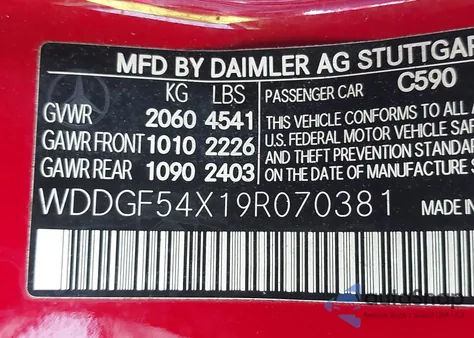 MFD BY DAIMLER AG STUTTGAR
KG LBS
GVWR 2060 4541
GAWR FRONT 1010 2226
GAWR REAR 1090 2403
PASSENGER CAR C590
THIS VEHICLE CONFORMS TO ALL A
U.S. FEDERAL MOTOR VEHICLE SAF
THEFT PREVENTION STANDARD
ON THE DATE OF MANUFACTURE S
WDDGF54X19R070381 MADE IN